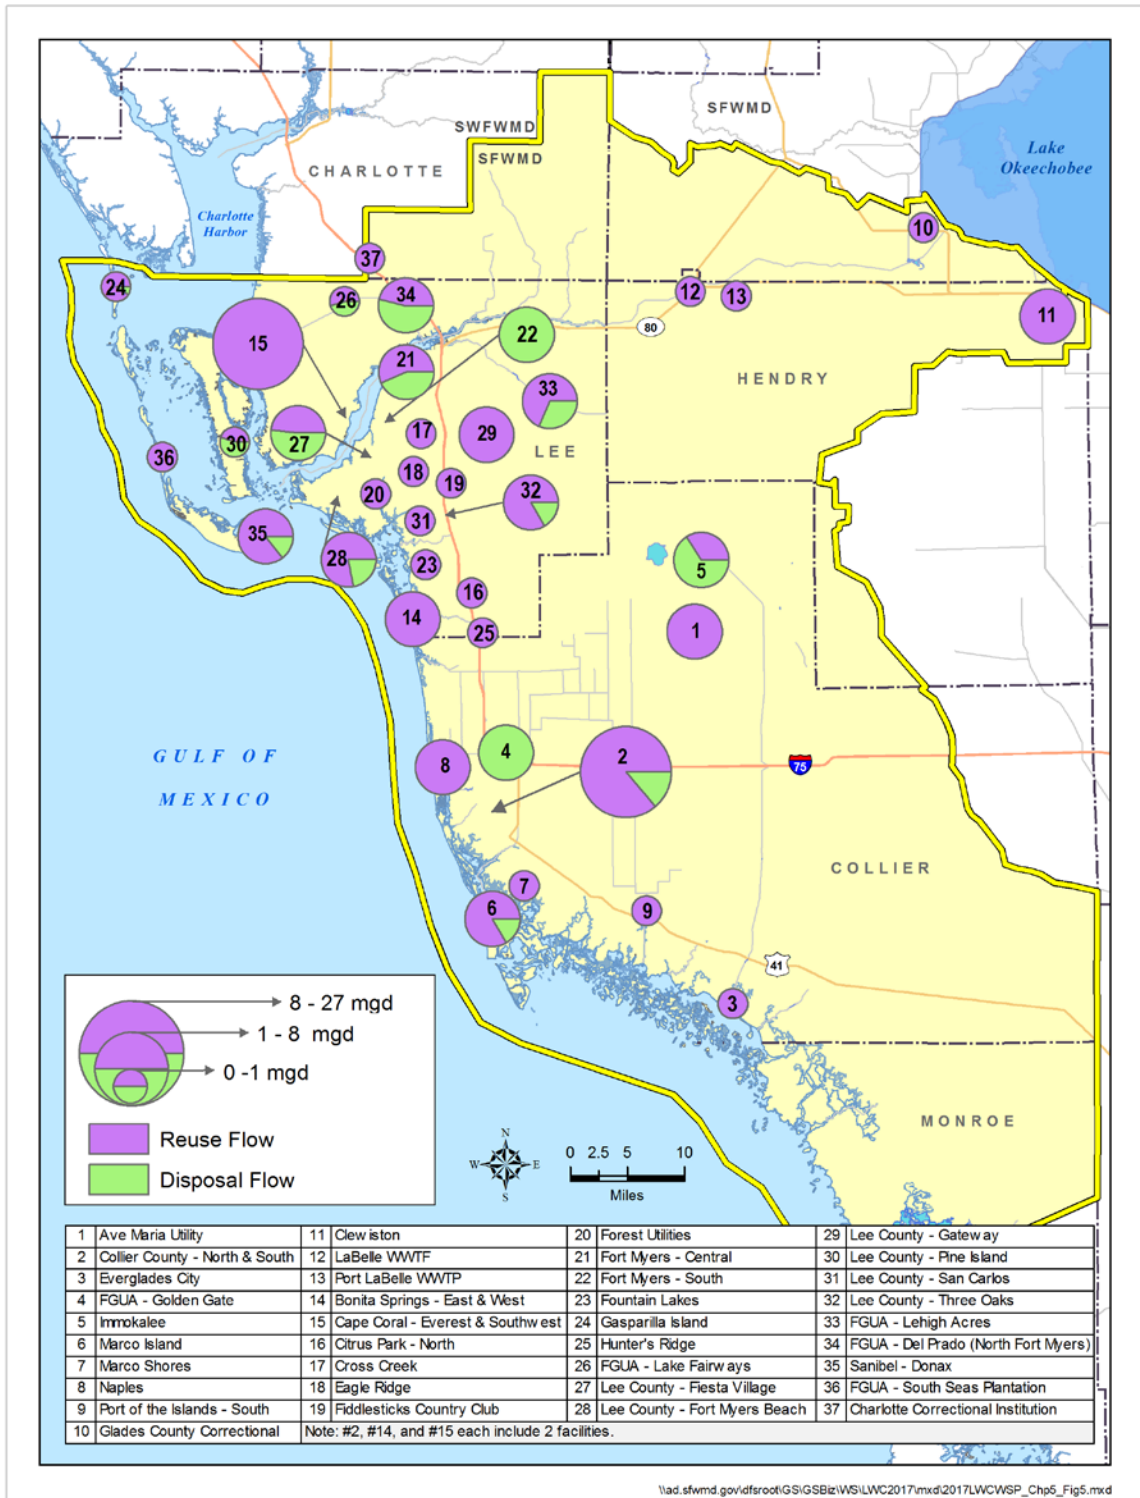 SWFWMD
SFWMD
SFWMD
CHARLOTTE
Lake
Okeechobee
Charlotte
Harbor
10
37
24
26
34
12
13
11
15
22
80
21
HENDRY
33
17
29
27
30
LEE
36
18
19
20
32
31
35
28
23
5
16
14
25
1
GULF OF
MEXICO
4
2
8
75
COLLIER
7
6
9
41
3
MONROE
8 - 27 mgd
1 - 8 mgd
0 -1 mgd
Reuse Flow
Disposal Flow
N
W E
S
0 2.5 5 10
Miles
1 Ave Maria Utility 11 Clewiston 20 Forest Utilities 29 Lee County - Gateway
2 Collier County - North & South 12 LaBelle WWTF 21 Fort Myers - Central 30 Lee County - Pine Island
3 Everglades City 13 Port LaBelle WWTP 22 Fort Myers - South 31 Lee County - San Carlos
4 FGUA - Golden Gate 14 Bonita Springs - East & West 23 Fountain Lakes 32 Lee County - Three Oaks
5 Immokalee 15 Cape Coral - Everest & Southwest 24 Gasparilla Island 33 FGUA - Lehigh Acres
6 Marco Island 16 Citrus Park - North 25 Hunter's Ridge 34 FGUA - Del Prado (North Fort Myers)
7 Marco Shores 17 Cross Creek 26 FGUA - Lake Fairways 35 Sanibel - Donax
8 Naples 18 Eagle Ridge 27 Lee County - Fiesta Village 36 FGUA - South Seas Plantation
9 Port of the Islands - South 19 Fiddlesticks Country Club 28 Lee County - Fort Myers Beach 37 Charlotte Correctional Institution
10 Glades County Correctional Note: #2, #14, and #15 each include 2 facilities.
\\ad.sfwmd.gov\dfsroot\GS\GSBiz\WS\LWC2017\mxd\2017LWCWSP_Chp5_Fig5.mxd